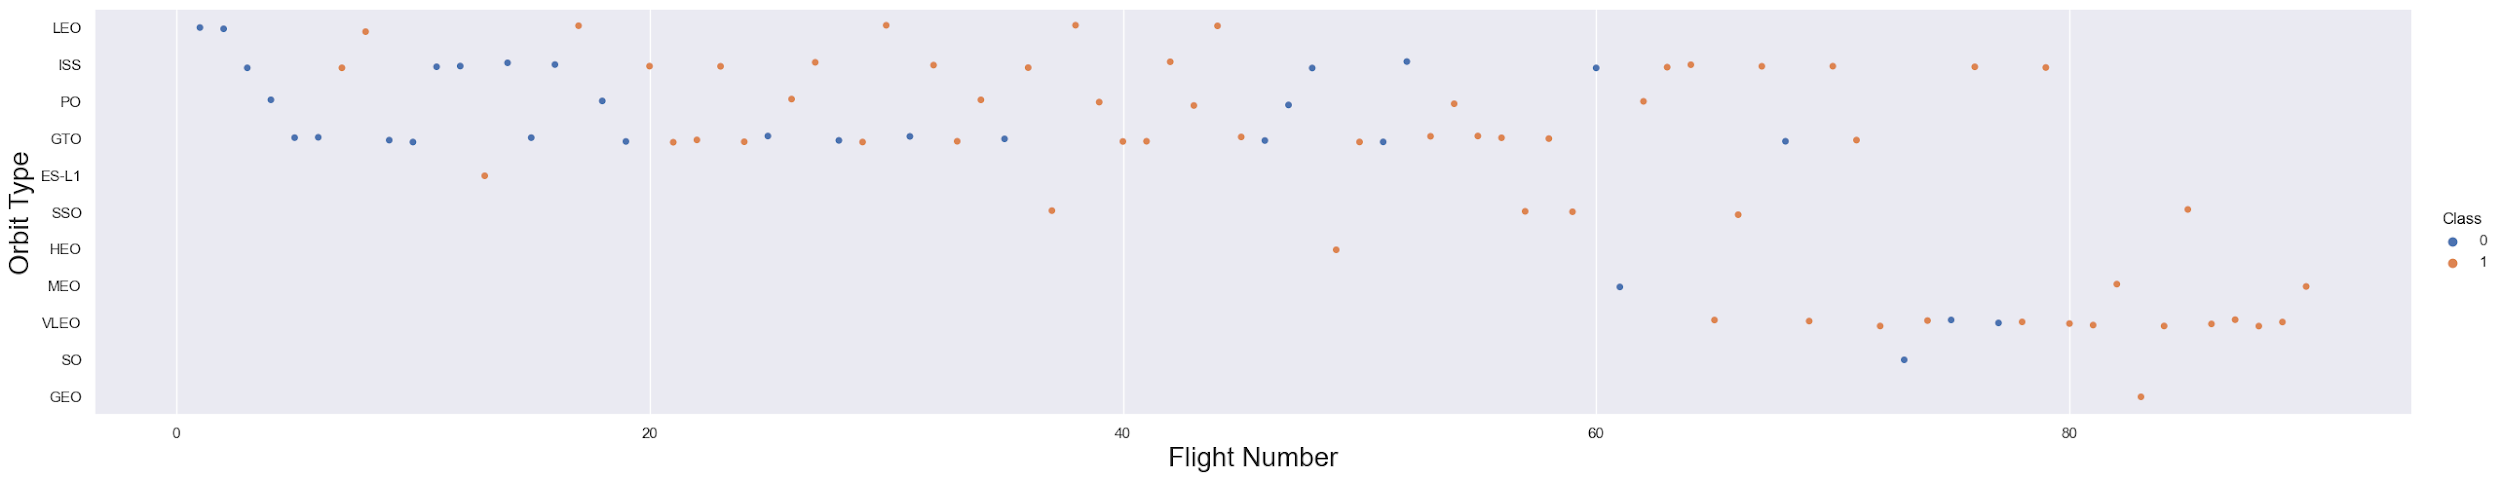 LEO
ISS
PO
GTO
ES-L1
SSO
HEO
MEO
VLEO
SO
GEO
Orbit Type
0 20 40 60 80
Flight Number
Class
0
1